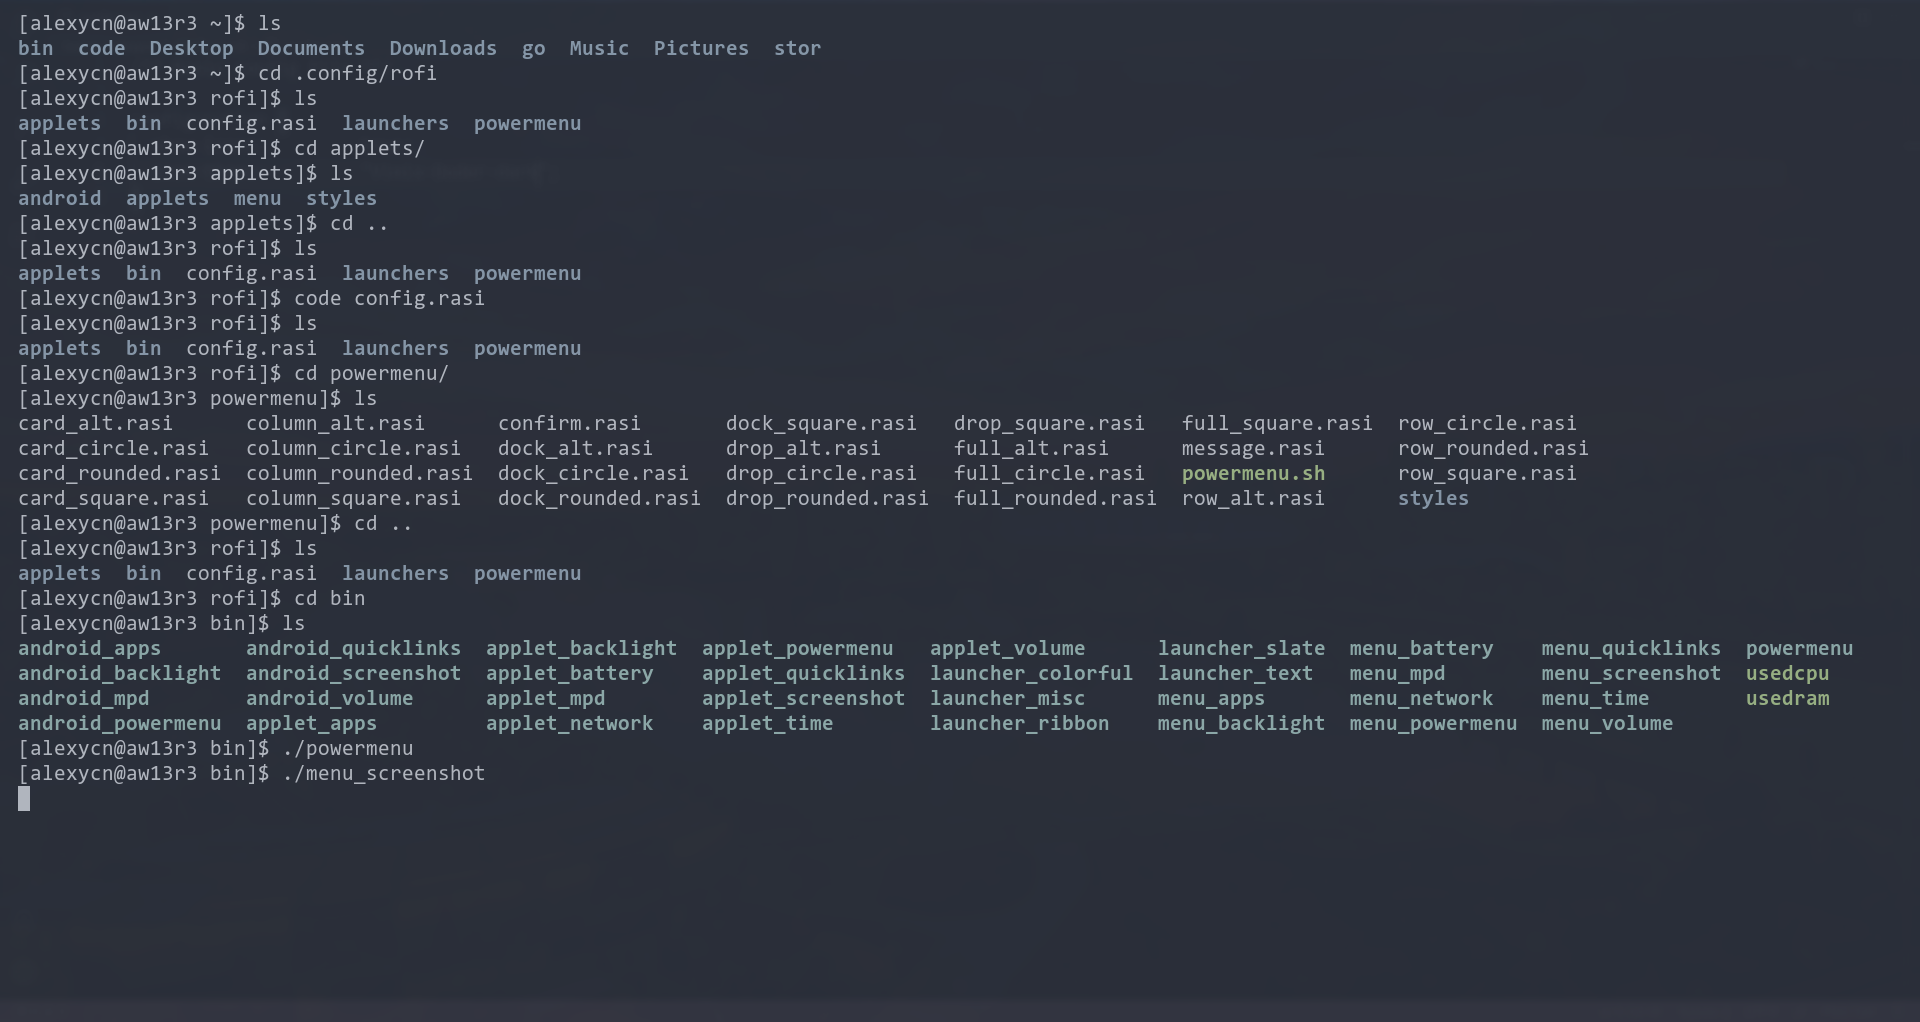 [alexycn@aw13r3 ~]$ ls
bin  code  Desktop  Documents  Downloads  go  Music  Pictures  stor
[alexycn@aw13r3 ~]$ cd .config/rofi
[alexycn@aw13r3 rofi]$ ls
applets  bin  config.rasi  launchers  powermenu
[alexycn@aw13r3 rofi]$ cd applets/
[alexycn@aw13r3 applets]$ ls
android  applets  menu  styles
[alexycn@aw13r3 applets]$ cd ..
[alexycn@aw13r3 rofi]$ ls
applets  bin  config.rasi  launchers  powermenu
[alexycn@aw13r3 rofi]$ code config.rasi
[alexycn@aw13r3 rofi]$ ls
applets  bin  config.rasi  launchers  powermenu
[alexycn@aw13r3 rofi]$ cd powermenu/
[alexycn@aw13r3 powermenu]$ ls
card_alt.rasi      column_alt.rasi      confirm.rasi       dock_square.rasi   drop_square.rasi   full_square.rasi  row_circle.rasi
card_circle.rasi   column_circle.rasi   dock_alt.rasi      drop_alt.rasi      full_alt.rasi      message.rasi      row_rounded.rasi
card_rounded.rasi  column_rounded.rasi  dock_circle.rasi   drop_circle.rasi   full_circle.rasi   powermenu.sh      row_square.rasi
card_square.rasi   column_square.rasi   dock_rounded.rasi  drop_rounded.rasi  full_rounded.rasi  row_alt.rasi      styles
[alexycn@aw13r3 powermenu]$ cd ..
[alexycn@aw13r3 rofi]$ ls
applets  bin  config.rasi  launchers  powermenu
[alexycn@aw13r3 rofi]$ cd bin
[alexycn@aw13r3 bin]$ ls
android_apps       android_quicklinks  applet_backlight  applet_powermenu   applet_volume      launcher_slate  menu_battery    menu_quicklinks  powermenu
android_backlight  android_screenshot  applet_battery    applet_quicklinks  launcher_colorful  launcher_text   menu_mpd        menu_screenshot  usedcpu
android_mpd        android_volume      applet_mpd        applet_screenshot  launcher_misc      menu_apps       menu_network    menu_time        usedram
android_powermenu  applet_apps         applet_network    applet_time        launcher_ribbon    menu_backlight  menu_powermenu  menu_volume
[alexycn@aw13r3 bin]$ ./powermenu
[alexycn@aw13r3 bin]$ ./menu_screenshot